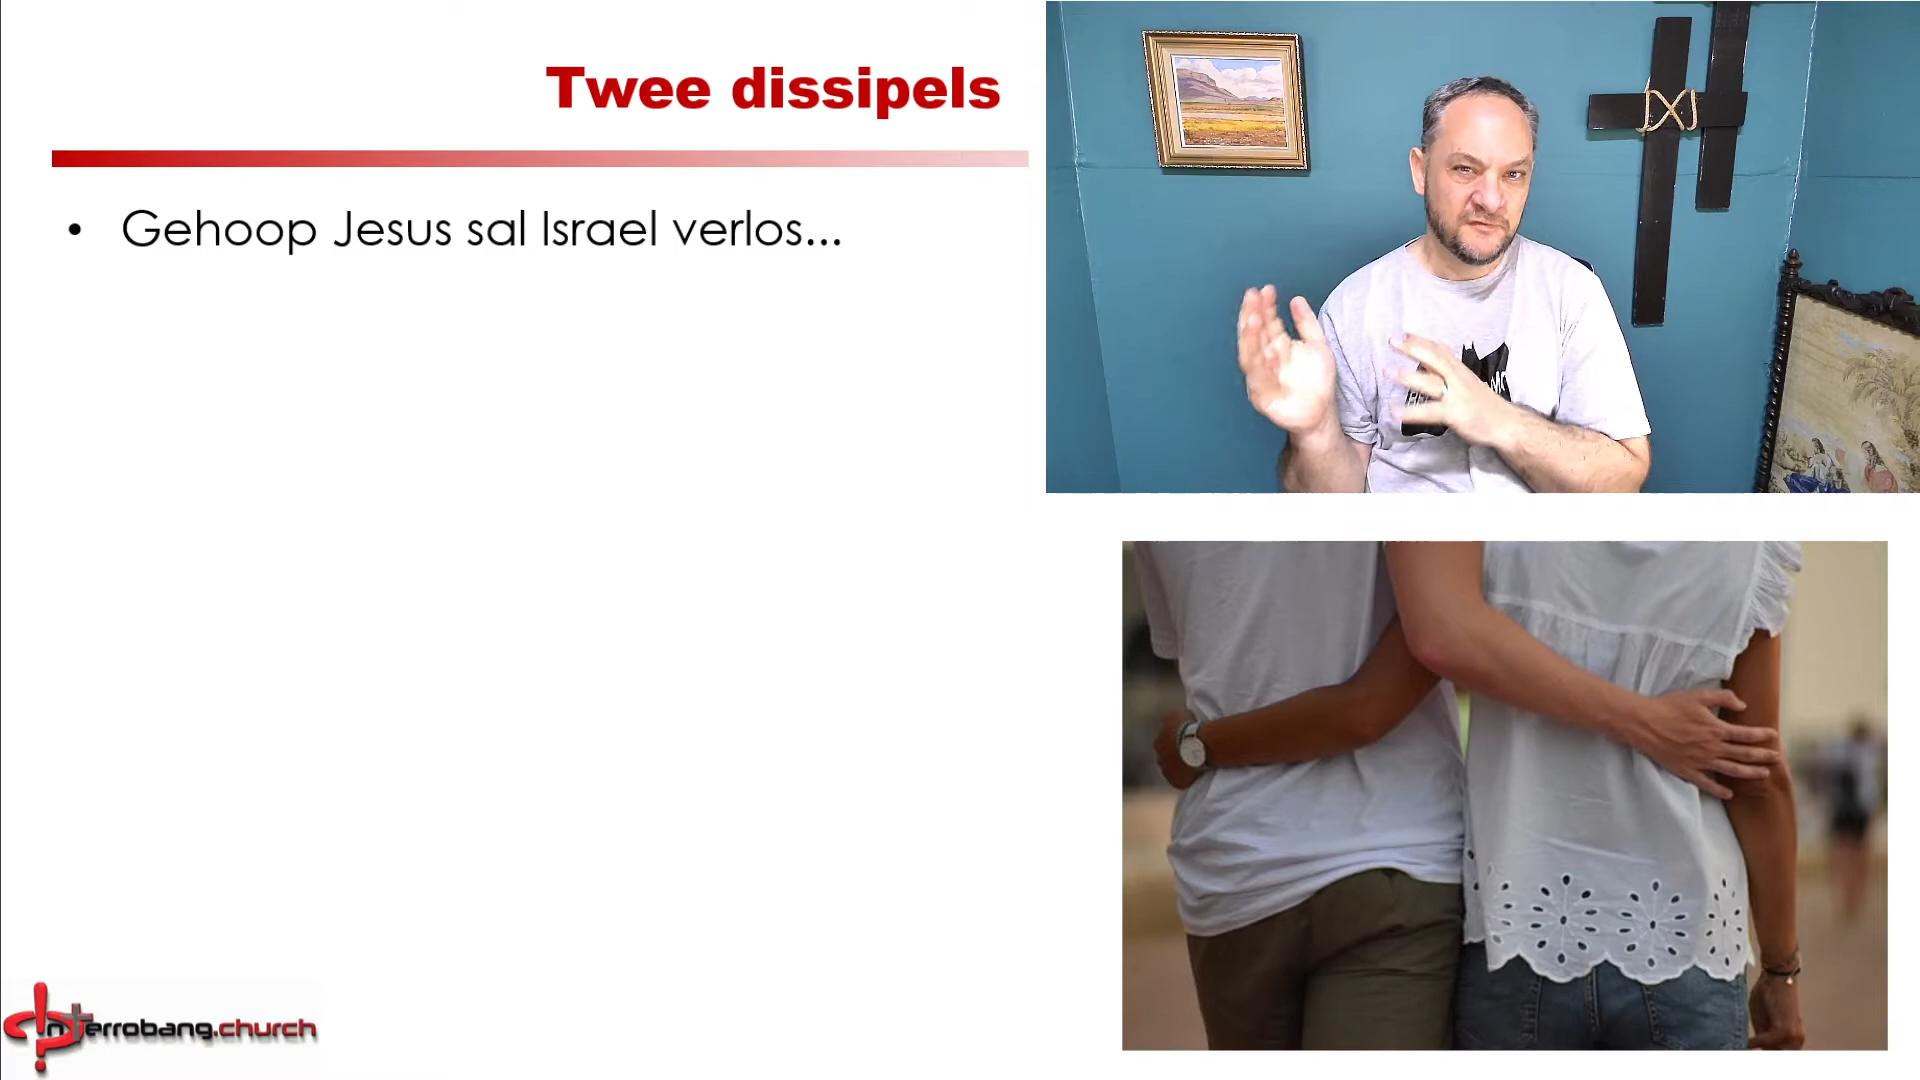 Twee dissipels
• Gehoop Jesus sal Israel verlos...
Interrobang.church